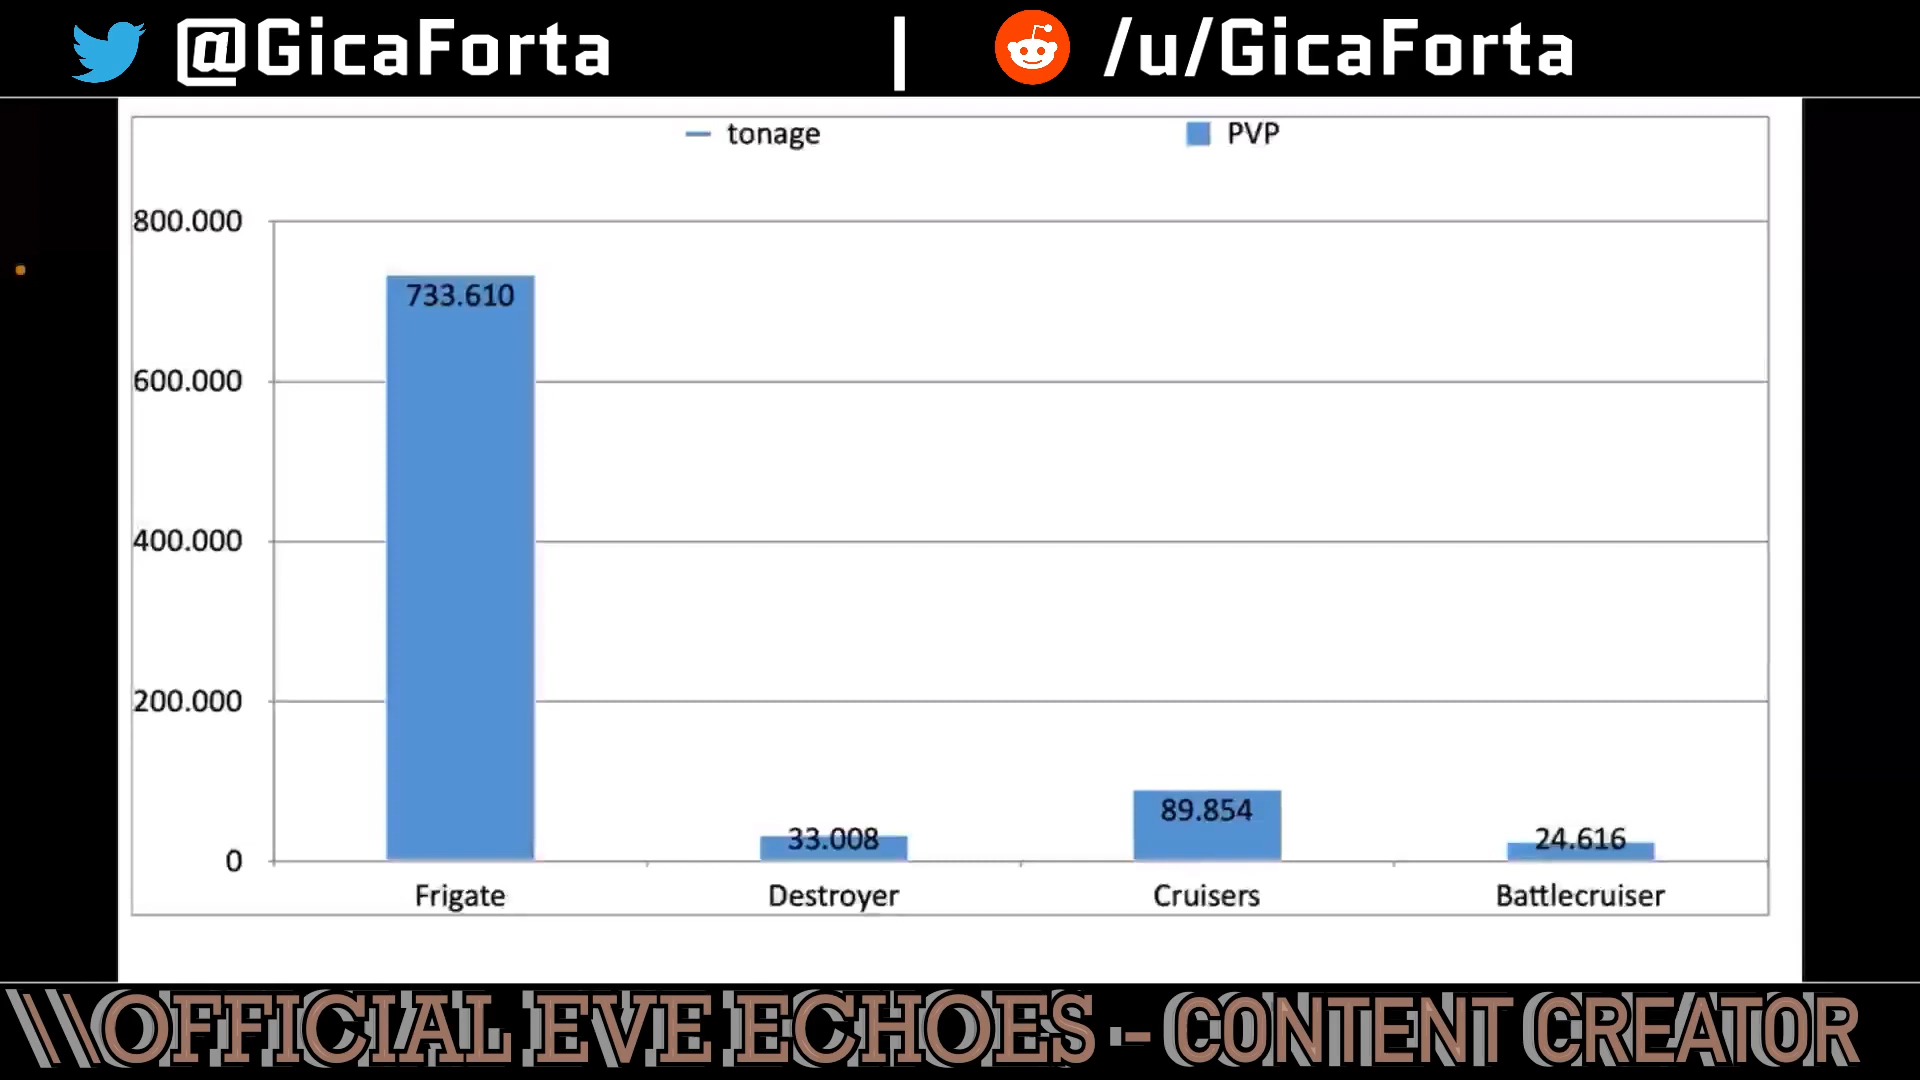 @GicaForta | /u/GicaForta
tonage PVP
800.000
733.610
600.000
400.000
200.000
89.854
33.008
24.616
0
Frigate Destroyer Cruisers Battlecruiser
\\OFFICIAL EVE ECHOES - CONTENT CREATOR